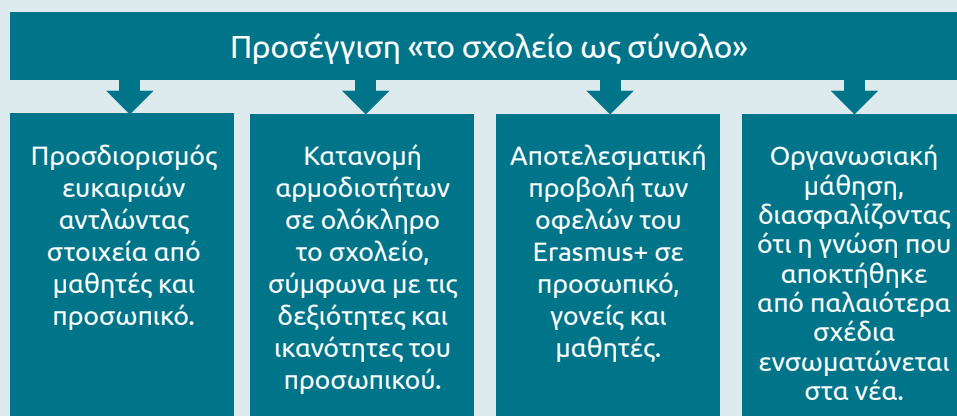 Προσέγγιση «το σχολείο ως σύνολο»
Προσδιορισμός
ευκαιριών
αντλώντας
στοιχεία από
μαθητές και
προσωπικό.
Κατανομή
αρμοδιοτήτων
σε ολόκληρο
το σχολείο,
σύμφωνα με τις
δεξιότητες και
ικανότητες του
προσωπικού.
Αποτελεσματική
προβολή των
οφελών του
Erasmus+ σε
προσωπικό,
γονείς και
μαθητές.
Οργανωσιακή
μάθηση,
διασφαλίζοντας
ότι η γνώση που
αποκτήθηκε
από παλαιότερα
σχέδια
ενσωματώνεται
στα νέα.